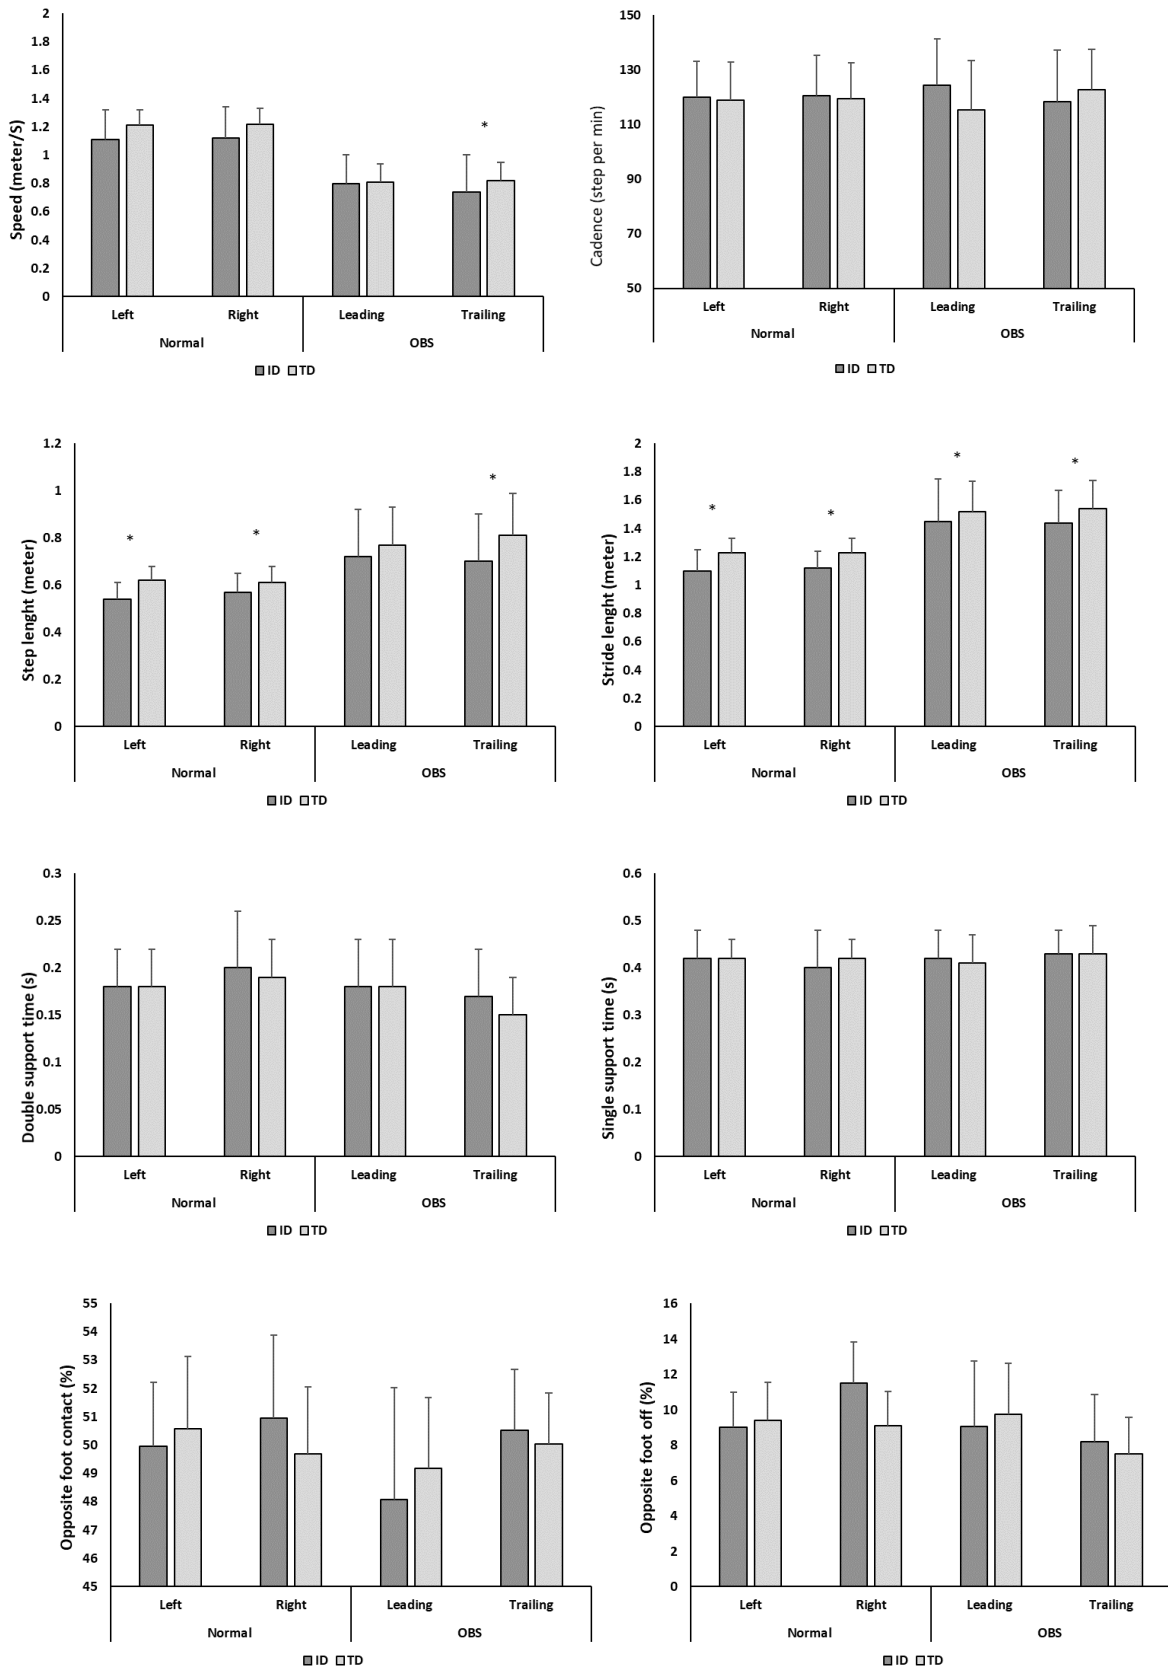 Speed (meter/S)
2
1.8
1.6
1.4
1.2
1
0.8
0.6
0.4
0.2
0
*
Left Right Leading Trailing
Normal OBS
ID TD
Cadence (step per min)
150
130
110
90
70
50
Left Right Leading Trailing
Normal OBS
ID TD
Step lenght (meter)
1.2
1
0.8
0.6
0.4
0.2
0
* * *
Left Right Leading Trailing
Normal OBS
ID TD
Stride lenght (meter)
2
1.8
1.6
1.4
1.2
1
0.8
0.6
0.4
0.2
0
* * * *
Left Right Leading Trailing
Normal OBS
ID TD
Double support time (s)
0.3
0.25
0.2
0.15
0.1
0.05
0
Left Right Leading Trailing
Normal OBS
ID TD
Single support time (s)
0.6
0.5
0.4
0.3
0.2
0.1
0
Left Right Leading Trailing
Normal OBS
ID TD
Opposite foot contact (%)
55
54
53
52
51
50
49
48
47
46
45
Left Right Leading Trailing
Normal OBS
ID TD
Opposite foot off (%)
16
14
12
10
8
6
4
2
0
Left Right Leading Trailing
Normal OBS
ID TD